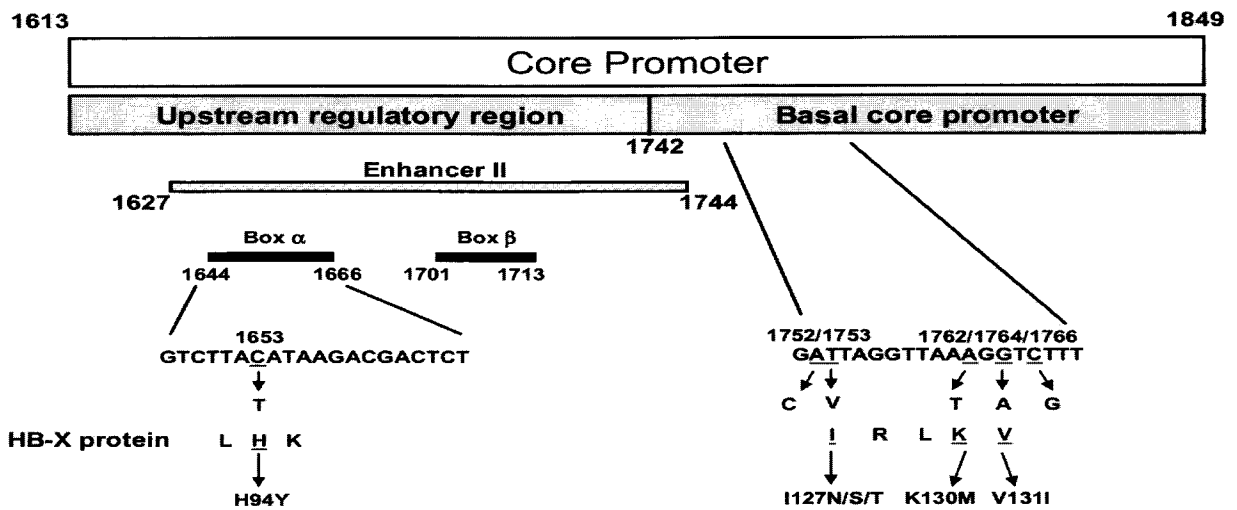 1613 1849
Core Promoter
Upstream regulatory region Basal core promoter
1742
Enhancer II
1627 1744
Box α Box β
1644 1666 1701 1713
1653 1752/1753 1762/1764/1766
GTCTTACATAAGACGACTCT GATTAGGTTAAAGGTCTTT
T C V T A G
HB-X protein L H K I R L K V
H94Y I127N/S/T K130M V131I